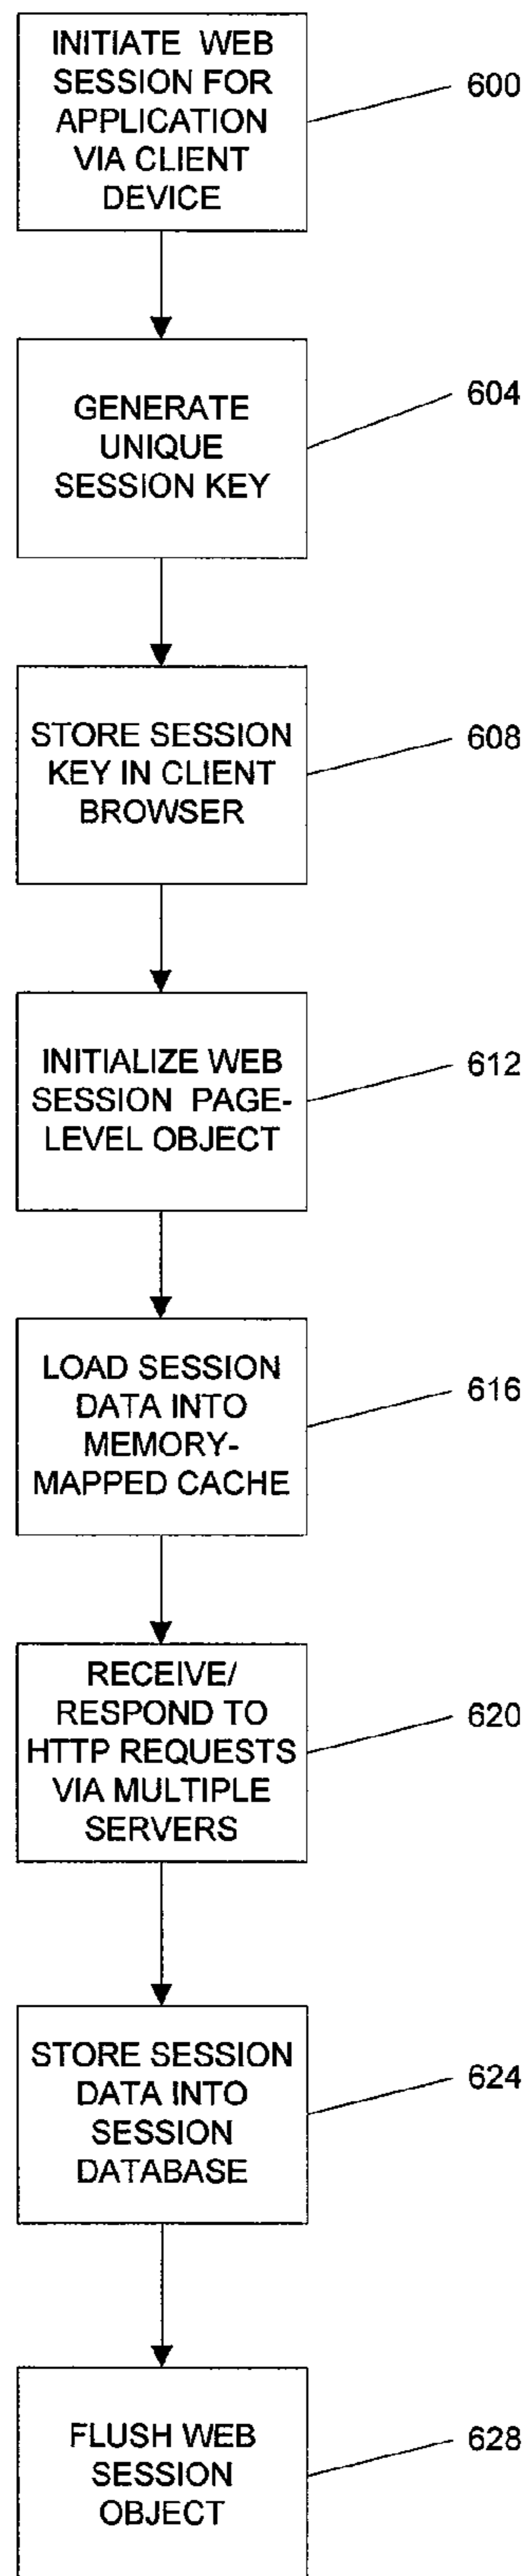 INITIATE WEB
SESSION FOR
APPLICATION
VIA CLIENT
DEVICE
600
GENERATE
UNIQUE
SESSION KEY
604
STORE SESSION
KEY IN CLIENT
BROWSER
608
INITIALIZE WEB
SESSION PAGE-
LEVEL OBJECT
612
LOAD SESSION
DATA INTO
MEMORY-
MAPPED CACHE
616
RECEIVE/
RESPOND TO
HTTP REQUESTS
VIA MULTIPLE
SERVERS
620
STORE SESSION
DATA INTO
SESSION
DATABASE
624
FLUSH WEB
SESSION
OBJECT
628